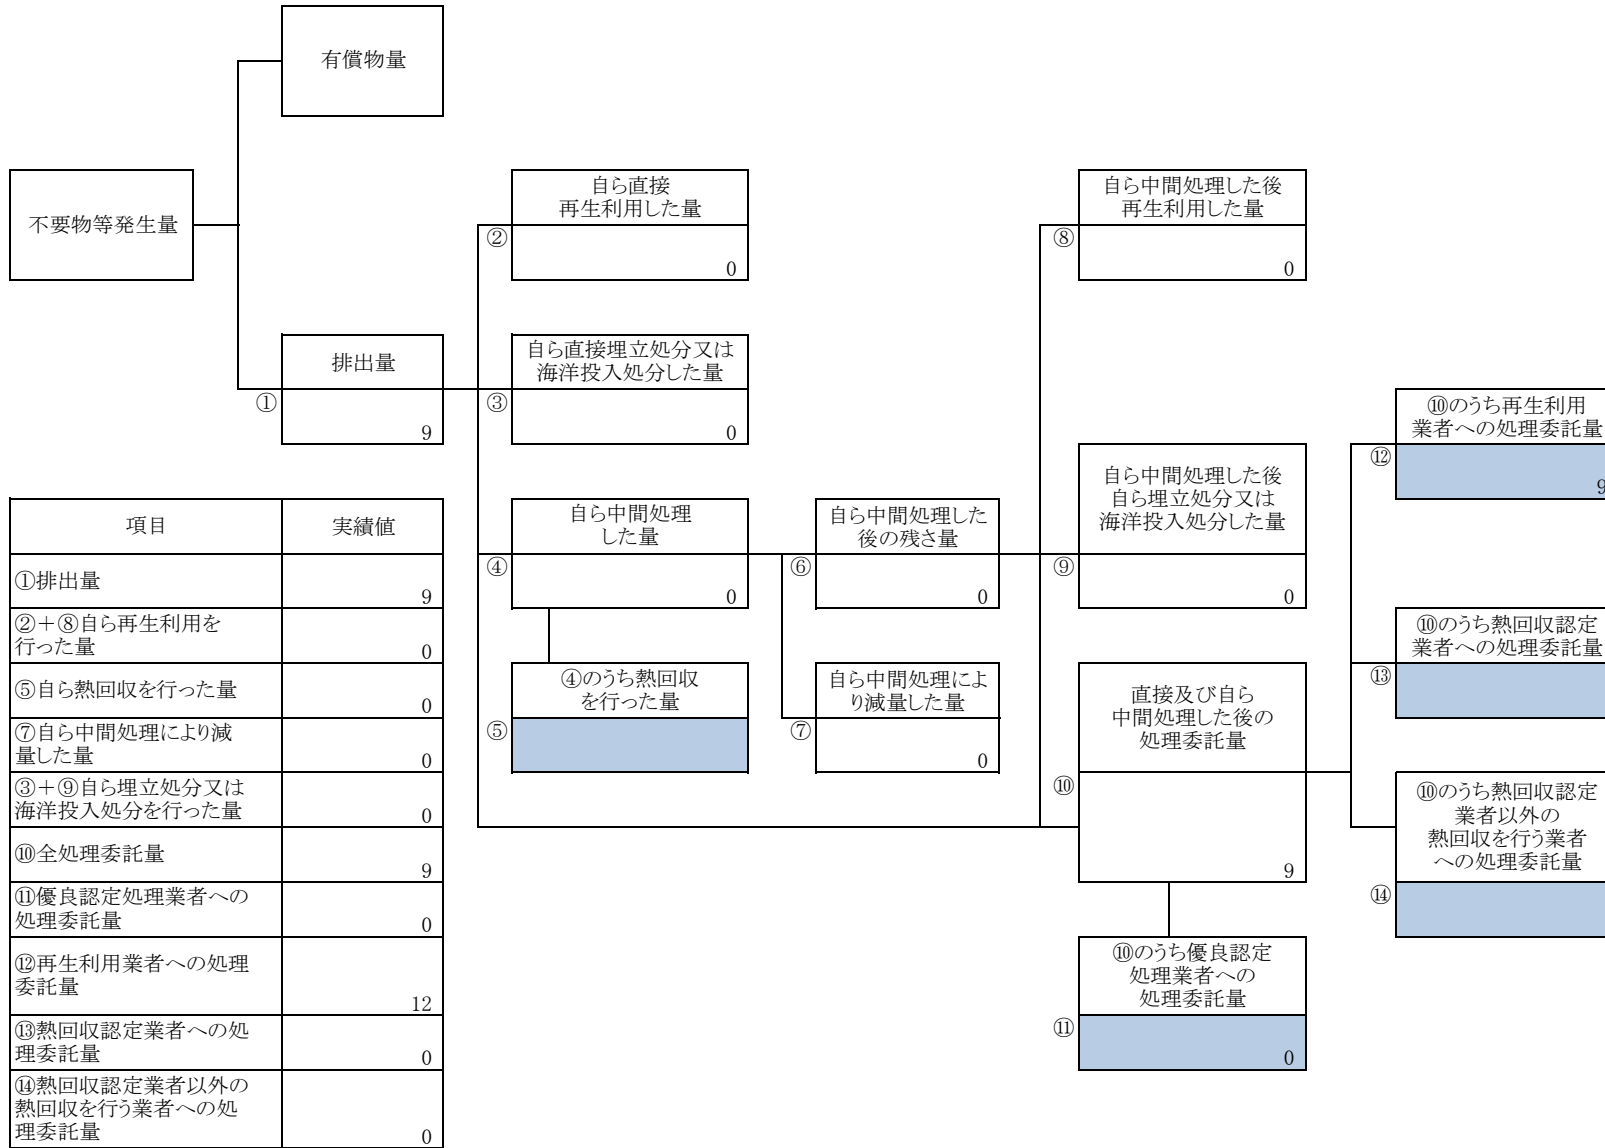 有償物量
不要物等発生量
自ら直接
再生利用した量
②
0
自ら中間処理した後
再生利用した量
⑧
0
排出量
①
9
自ら直接埋立処分又は
海洋投入処分した量
③
0
⑩のうち再生利用
業者への処理委託量
⑫
9
自ら中間処理した後
自ら埋立処分又は
海洋投入処分した量
⑨
0
自ら中間処理
した量
④
0
自ら中間処理した
後の残さ量
⑥
0
⑩のうち熱回収認定
業者への処理委託量
⑬
④のうち熱回収
を行った量
⑤
自ら中間処理によ
り減量した量
⑦
0
直接及び自ら
中間処理した後の
処理委託量
⑩
9
⑩のうち熱回収認定
業者以外の
熱回収を行う業者
への処理委託量
⑭
⑩のうち優良認定
処理業者への
処理委託量
⑪
0
項目 実績値
①排出量
9
②+⑧自ら再生利用を
行った量
0
⑤自ら熱回収を行った量
0
⑦自ら中間処理により減
量した量
0
③+⑨自ら埋立処分又は
海洋投入処分を行った量
0
⑩全処理委託量
9
⑪優良認定処理業者への
処理委託量
0
⑫再生利用業者への処理
委託量
12
⑬熱回収認定業者への処
理委託量
0
⑭熱回収認定業者以外の
熱回収を行う業者への処
理委託量
0